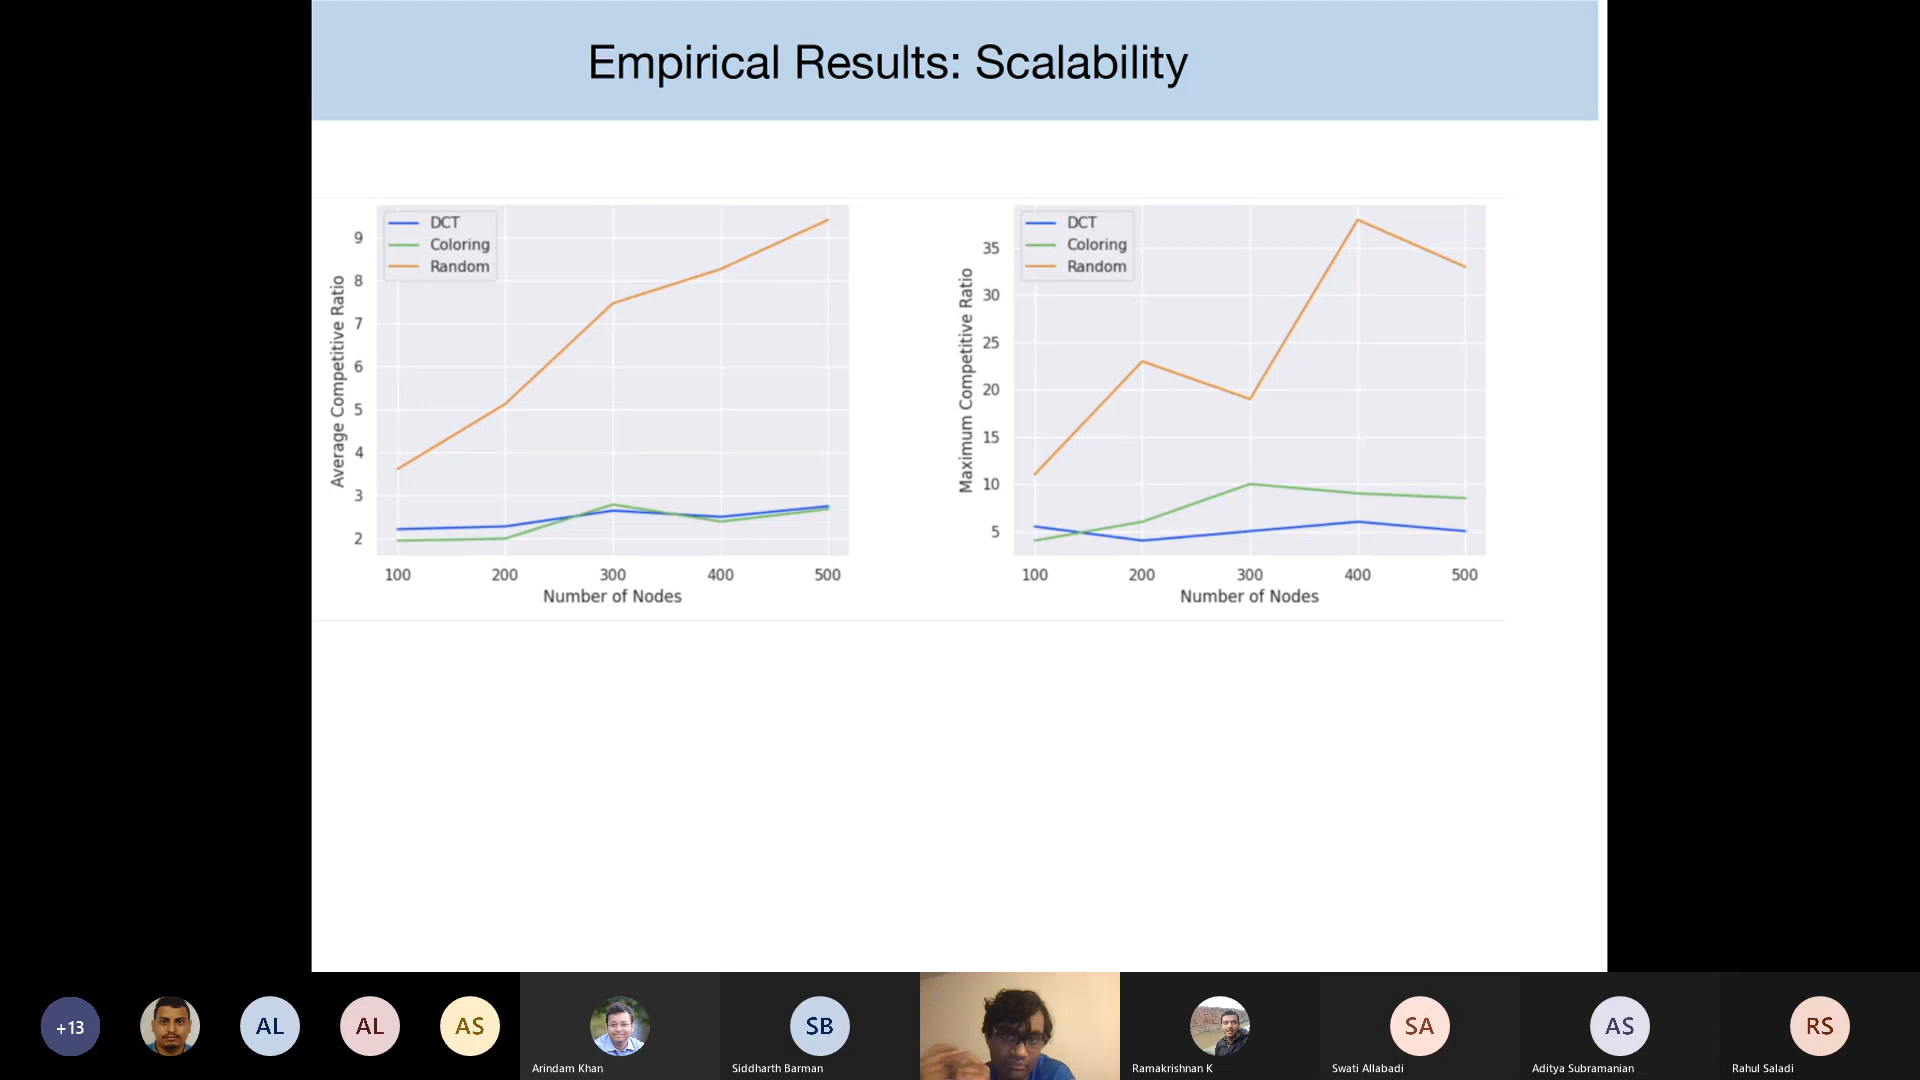 Empirical Results: Scalability
DCT
Coloring
Random
9
8
7
6
5
4
3
2
Average Competitive Ratio
100 200 300 400 500
Number of Nodes
DCT
Coloring
Random
35
30
25
20
15
10
5
Maximum Competitive Ratio
100 200 300 400 500
Number of Nodes
+13
AL
AL
AS
Arindam Khan
SB
Siddharth Barman
Ramakrishnan K
SA
Swati Allabadi
AS
Aditya Subramanian
RS
Rahul Saladi